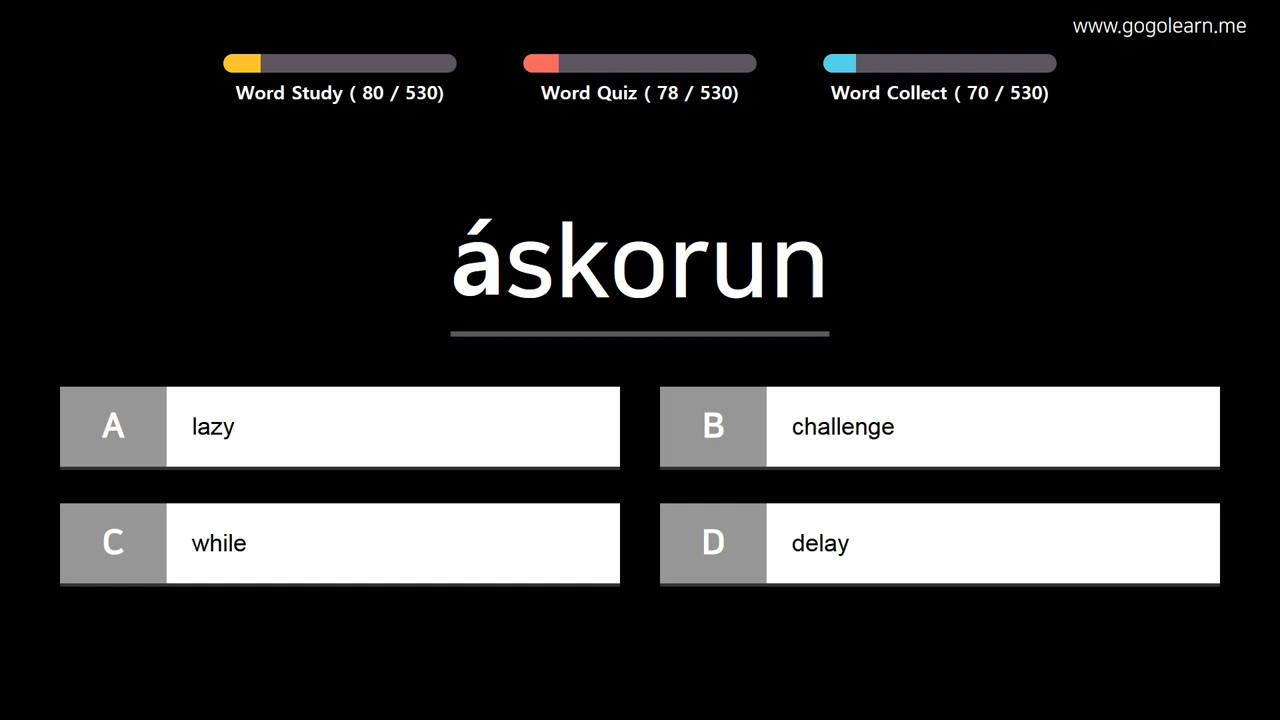 www.gogolearn.me
Word Study ( 80 / 530)
Word Quiz ( 78 / 530)
Word Collect ( 70 / 530)
áskorun
A lazy
B challenge
C while
D delay